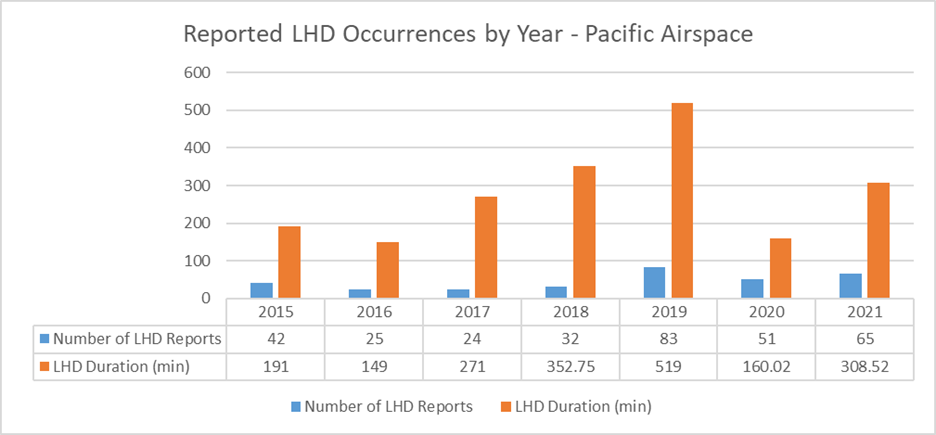 Reported LHD Occurrences by Year - Pacific Airspace
600
500
400
300
200
100
0
2015 2016 2017 2018 2019 2020 2021
Number of LHD Reports 42 25 24 32 83 51 65
LHD Duration (min) 191 149 271 352.75 519 160.02 308.52
Number of LHD Reports LHD Duration (min)